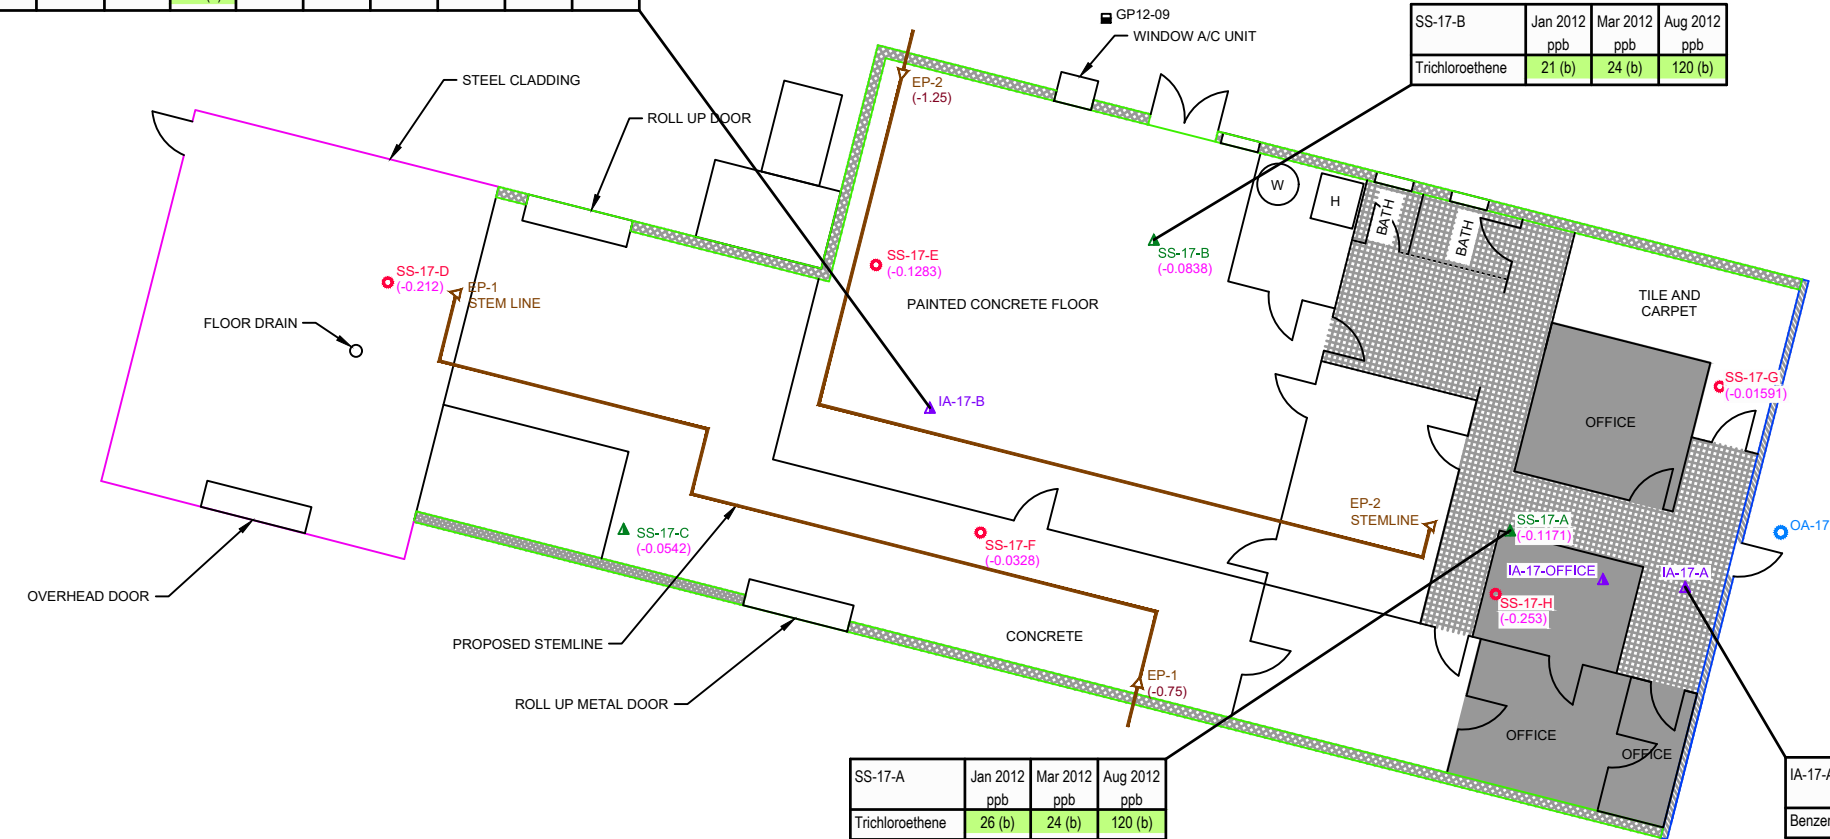 GP12-09
WINDOW A/C UNIT
SS-17-B Jan 2012 Mar 2012 Aug 2012
ppb ppb ppb
Trichloroethene 21 (b) 24 (b) 120 (b)
STEEL CLADDING
EP-2
(-1.25)
ROLL UP DOOR
W
H
BATH
BATH
SS-17-E
(-0.1283)
SS-17-B
(-0.0838)
SS-17-D
(-0.212)
EP-1
STEM LINE
PAINTED CONCRETE FLOOR
TILE AND
CARPET
FLOOR DRAIN
SS-17-G
(-0.01591)
IA-17-B
OFFICE
EP-2
STEMLINE
SS-17-A
(-0.1171)
OA-17
SS-17-C
(-0.0542)
SS-17-F
(-0.0328)
IA-17-OFFICE
IA-17-A
SS-17-H
(-0.253)
OVERHEAD DOOR
PROPOSED STEMLINE
CONCRETE
EP-1
(-0.75)
ROLL UP METAL DOOR
OFFICE
OFFICE
SS-17-A Jan 2012 Mar 2012 Aug 2012
ppb ppb ppb
Trichloroethene 26 (b) 24 (b) 120 (b)
IA-17-A